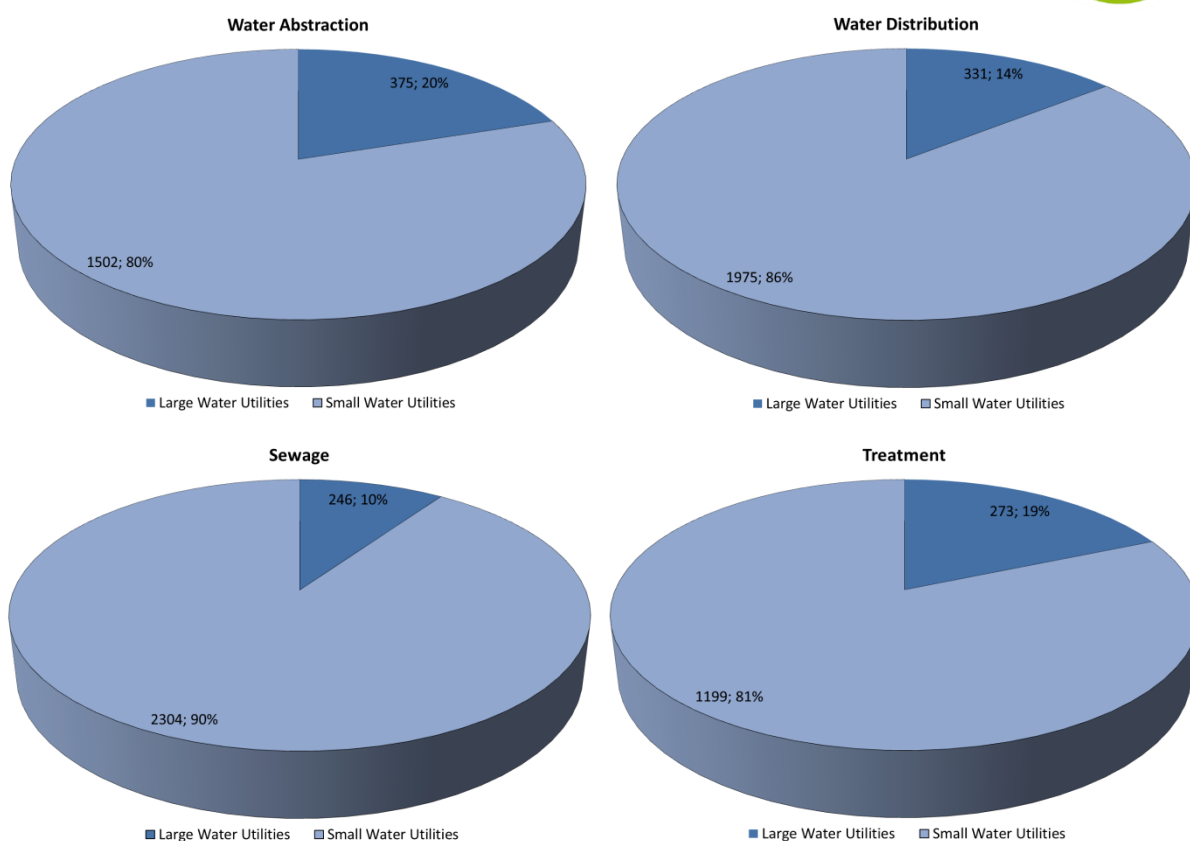 Water Abstraction
375; 20%
1502; 80%
Large Water Utilities Small Water Utilities
Water Distribution
331; 14%
1975; 86%
Large Water Utilities Small Water Utilities
Sewage
246; 10%
2304; 90%
Large Water Utilities Small Water Utilities
Treatment
273; 19%
1199; 81%
Large Water Utilities Small Water Utilities